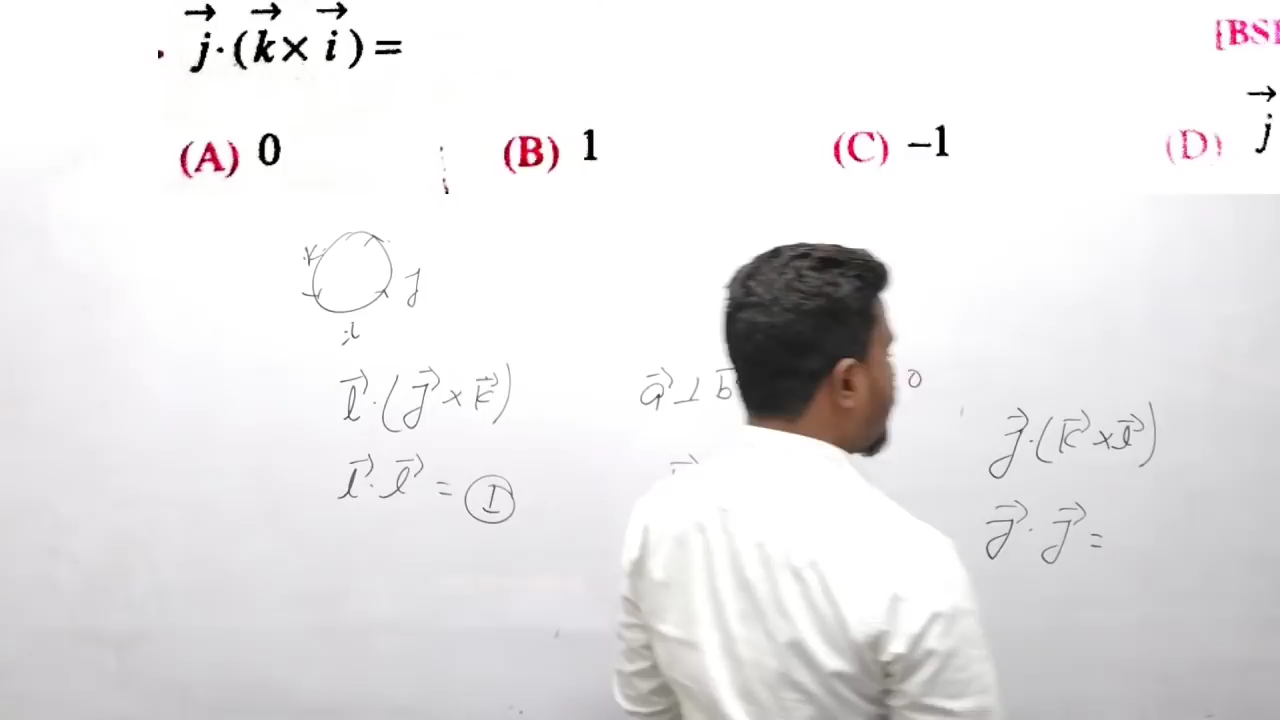 j⃗·(k⃗× i⃗)=
[BSE
(A) 0 (B) 1 (C) –1 (D) j⃗
k
j
i
i⃗·(j⃗×k⃗)
i⃗·i⃗ = 1
a⃗⊥b⃗
0
j⃗·(k⃗×i⃗)
j⃗·j⃗ =